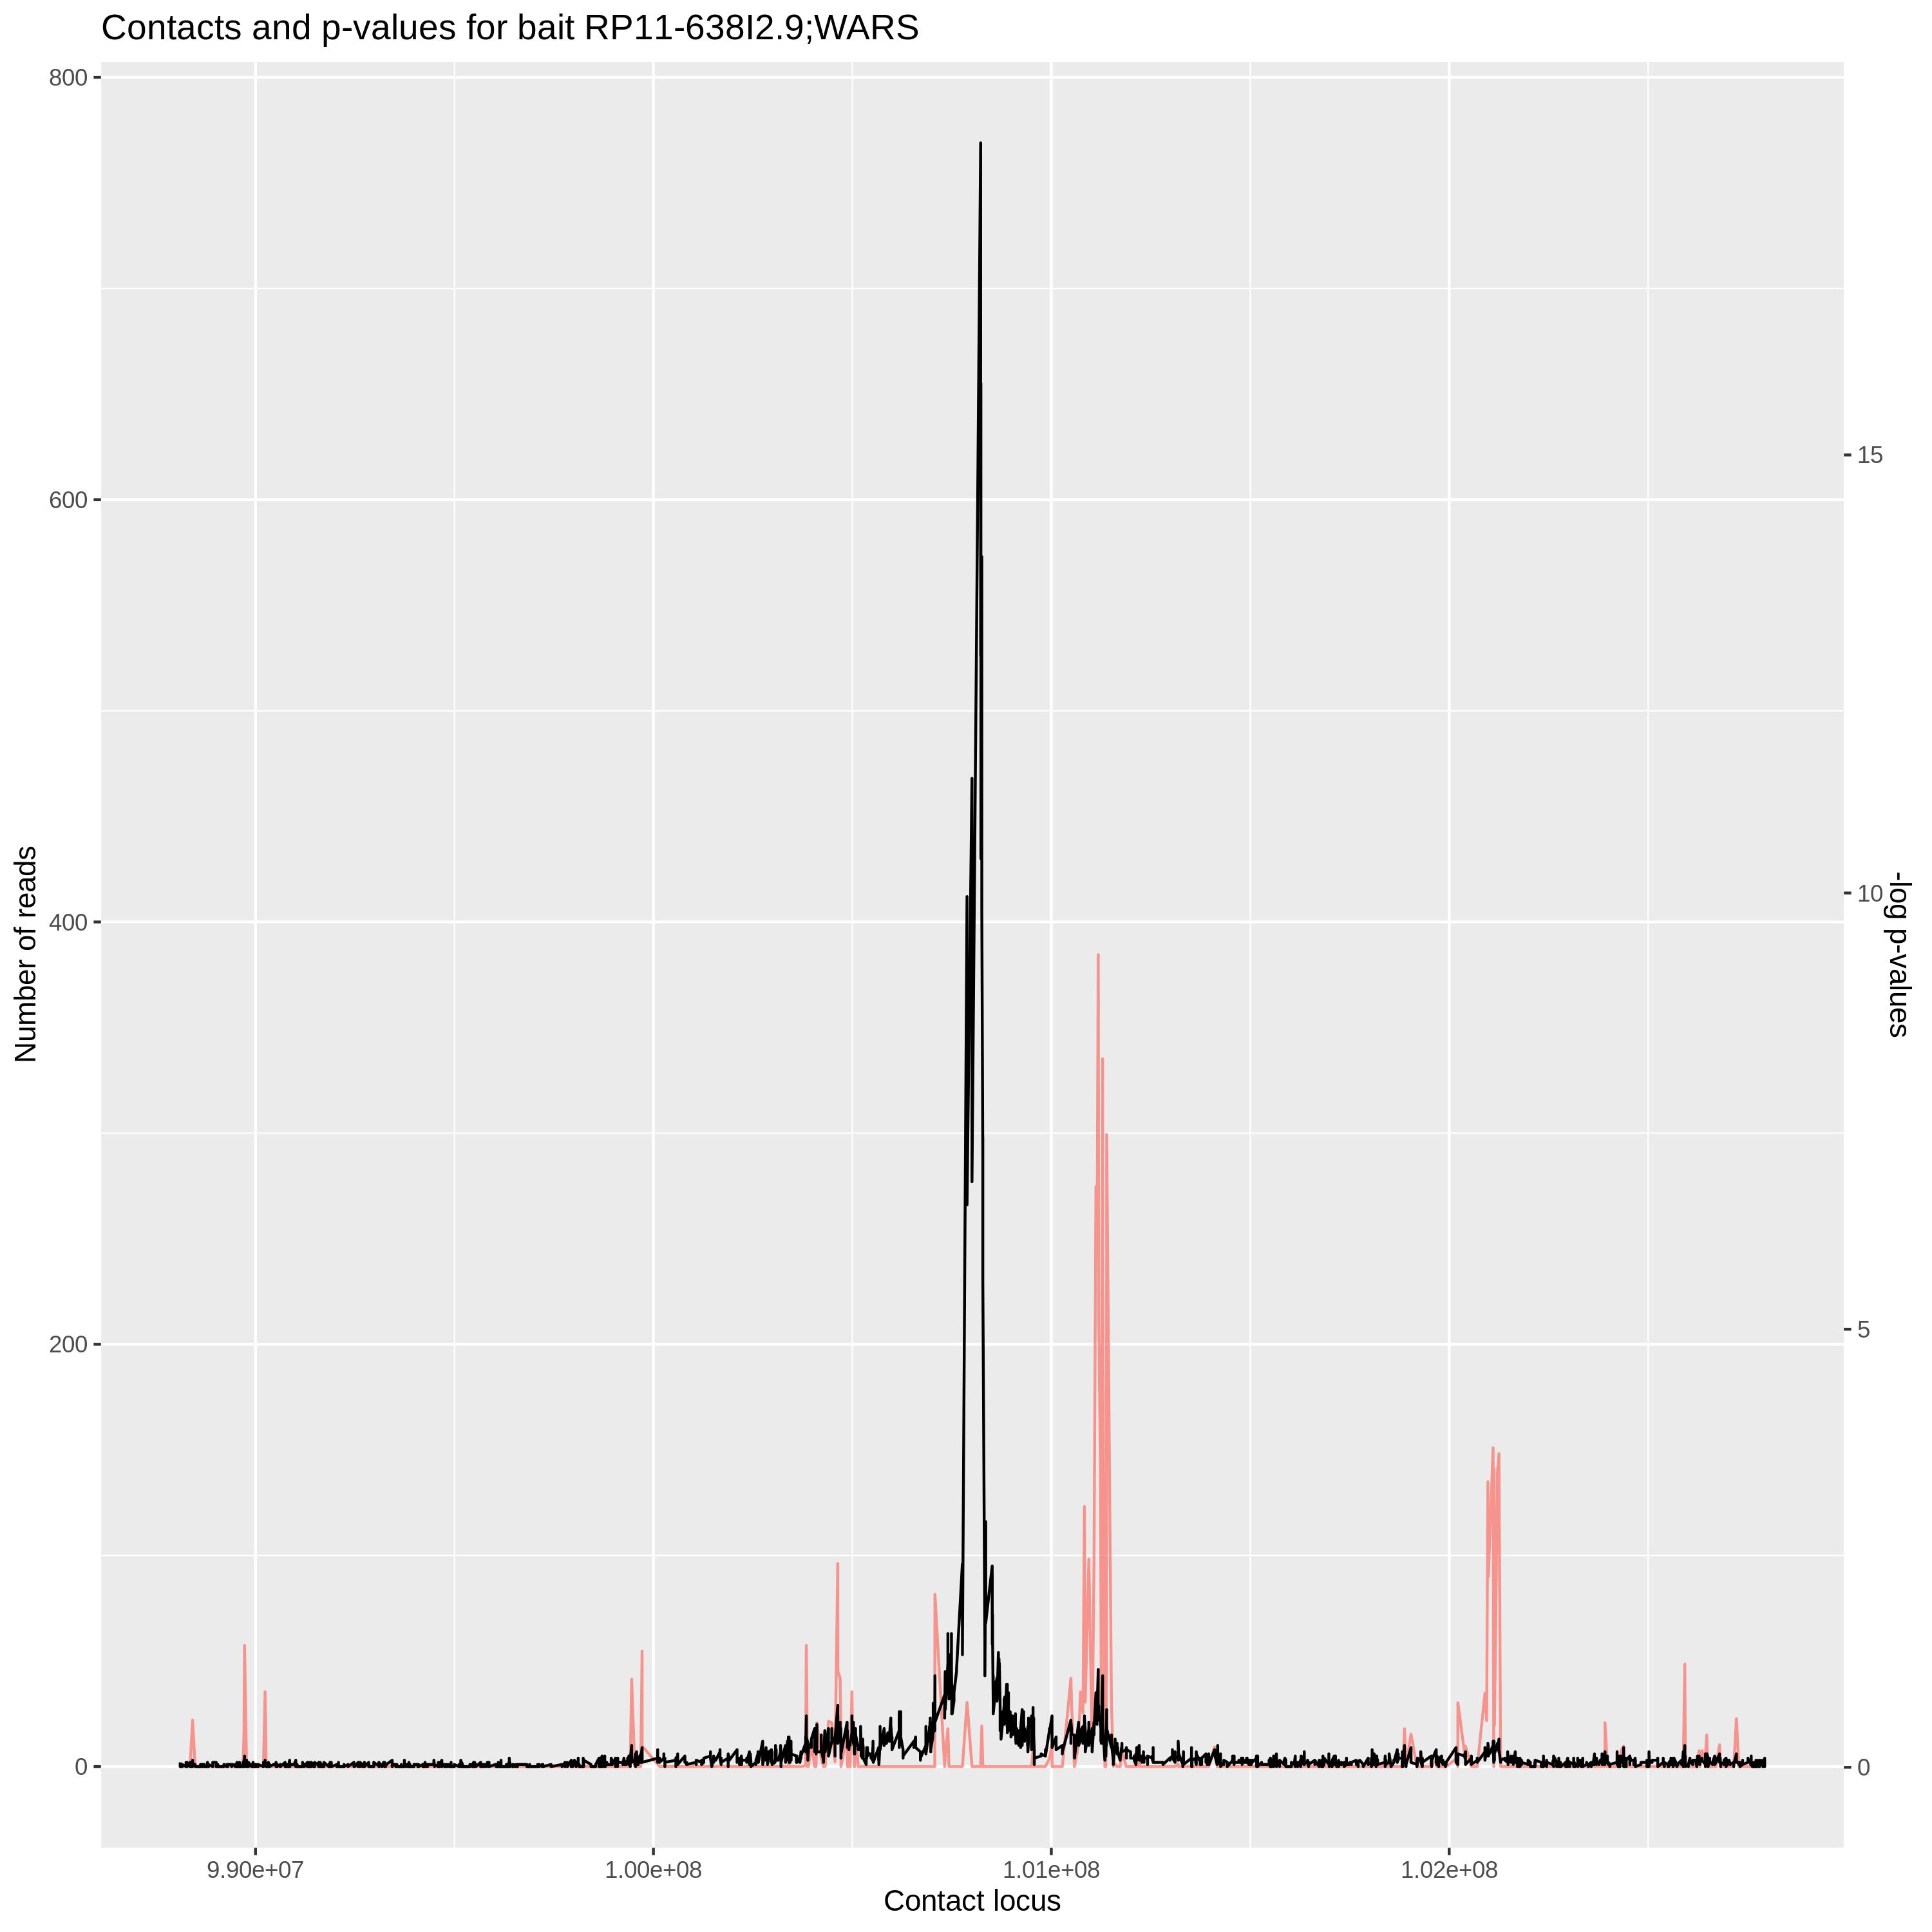 Contacts and p-values for bait RP11-638I2.9;WARS
800
600
400
200
0
Number of reads
15
10
5
0
-log p-values
9.90e+07
1.00e+08
1.01e+08
1.02e+08
Contact locus